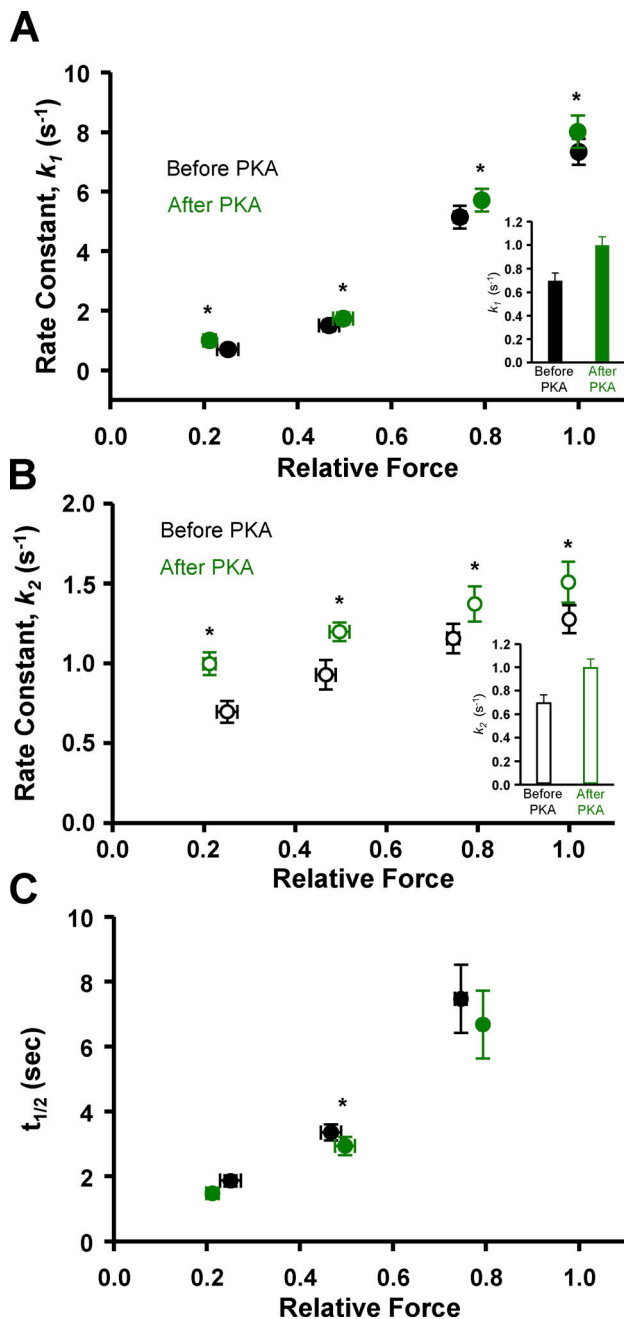 A
Rate Constant, k1 (s-1)
10
8
6
4
2
0
Before PKA
After PKA
*
*
*
*
k1 (s-1)
1.2
1.0
0.8
0.6
0.4
0.2
0.0
Before
PKA
After
PKA
0.0 0.2 0.4 0.6 0.8 1.0
Relative Force
B
Rate Constant, k2 (s-1)
2.0
1.5
1.0
0.5
0.0
Before PKA
After PKA
*
*
*
*
k2 (s-1)
1.2
1.0
0.8
0.6
0.4
0.2
0.0
Before
PKA
After
PKA
0.0 0.2 0.4 0.6 0.8 1.0
Relative Force
C
t1/2 (sec)
10
8
6
4
2
0
*
0.0 0.2 0.4 0.6 0.8 1.0
Relative Force